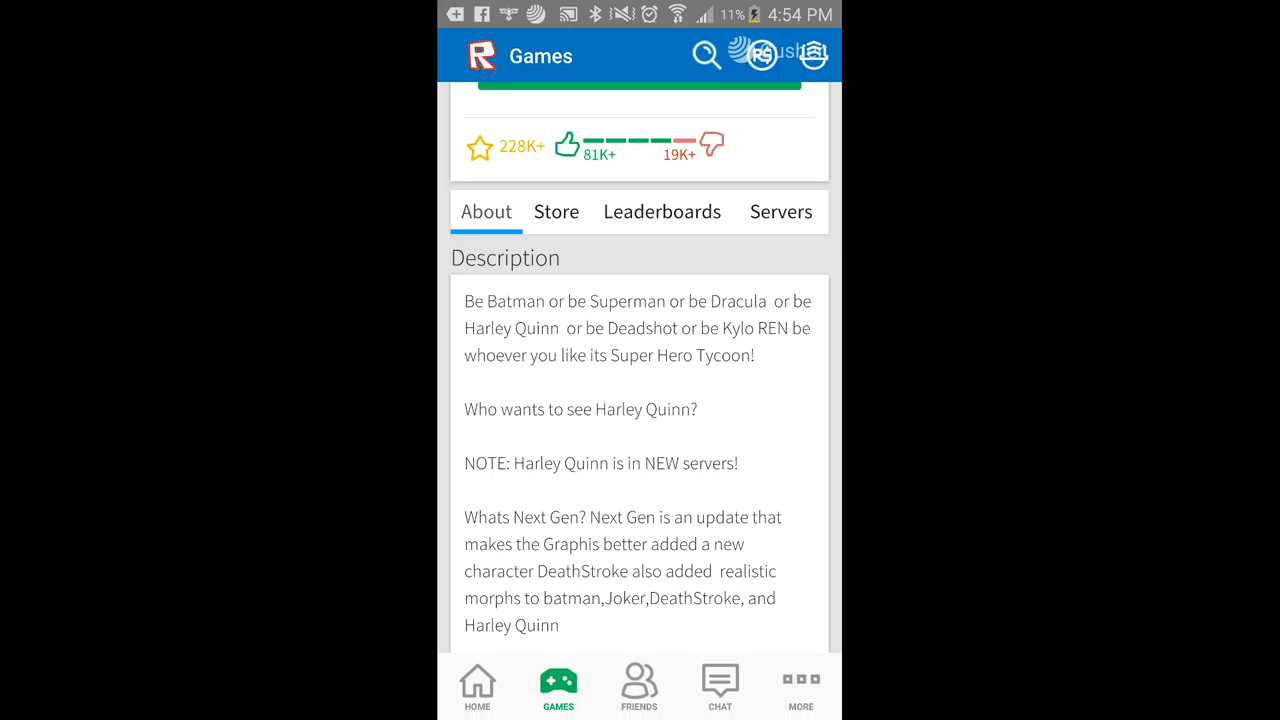 11% 4:54 PM
R Games R$
228K+ 81K+ 19K+
About Store Leaderboards Servers
Description
Be Batman or be Superman or be Dracula or be
Harley Quinn or be Deadshot or be Kylo REN be
whoever you like its Super Hero Tycoon!
Who wants to see Harley Quinn?
NOTE: Harley Quinn is in NEW servers!
Whats Next Gen? Next Gen is an update that
makes the Graphis better added a new
character DeathStroke also added realistic
morphs to batman,Joker,DeathStroke, and
Harley Quinn
HOME GAMES FRIENDS CHAT MORE